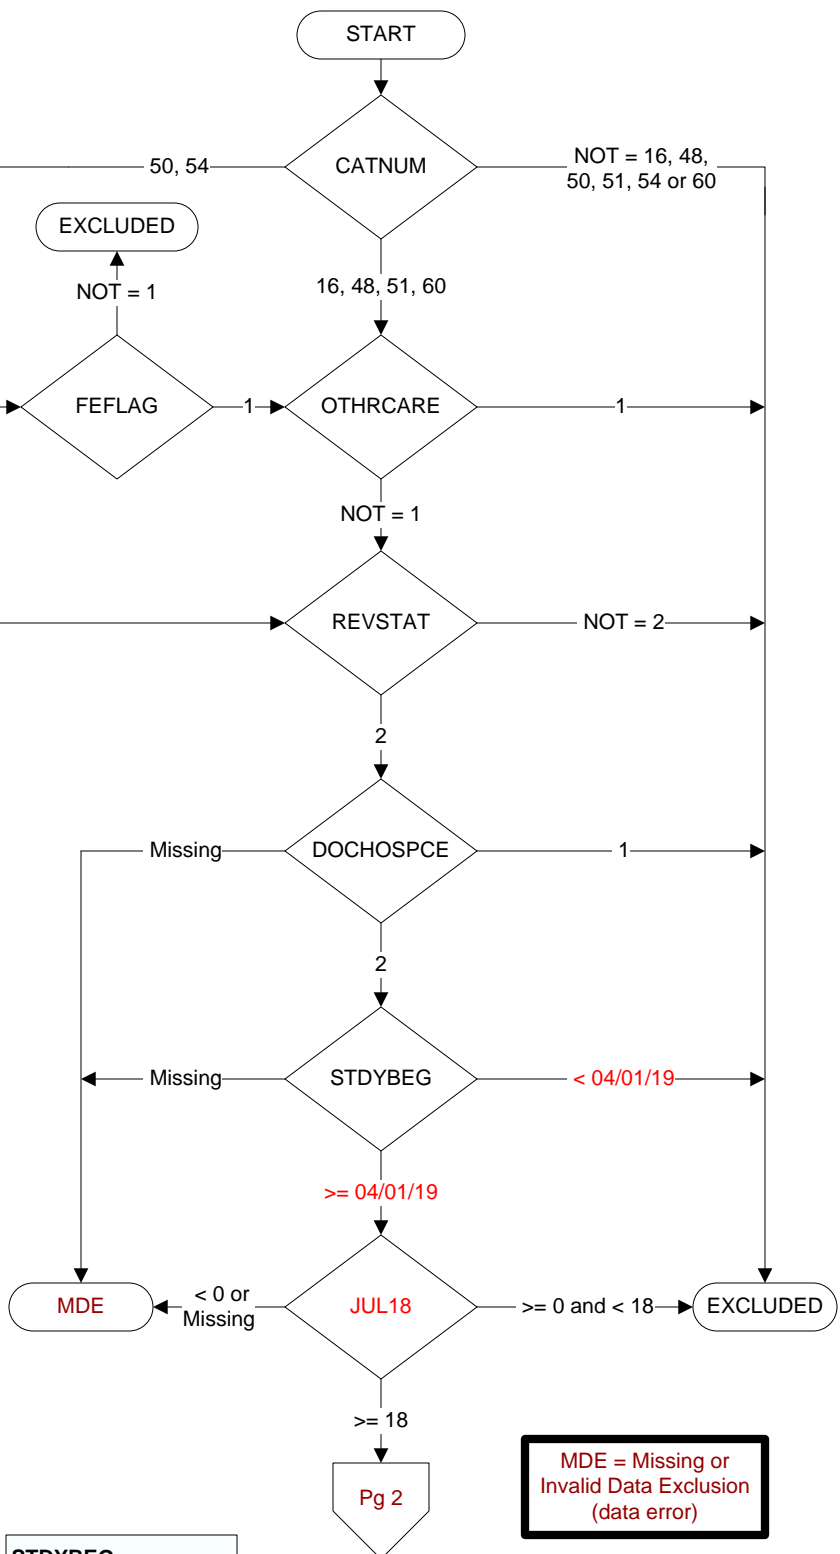 START
CATNUM
50, 54
NOT = 16, 48,
50, 51, 54 or 60
EXCLUDED
NOT = 1
16, 48, 51, 60
FEFLAG
1
OTHRCARE
1
NOT = 1
REVSTAT
NOT = 2
2
Missing
DOCHOSPCE
1
2
Missing
STDYBEG
< 04/01/19
>= 04/01/19
MDE
< 0 or
Missing
JUL18
>= 0 and < 18
EXCLUDED
>= 18
Pg 2
MDE = Missing or
Invalid Data Exclusion
(data error)
STDYBEG